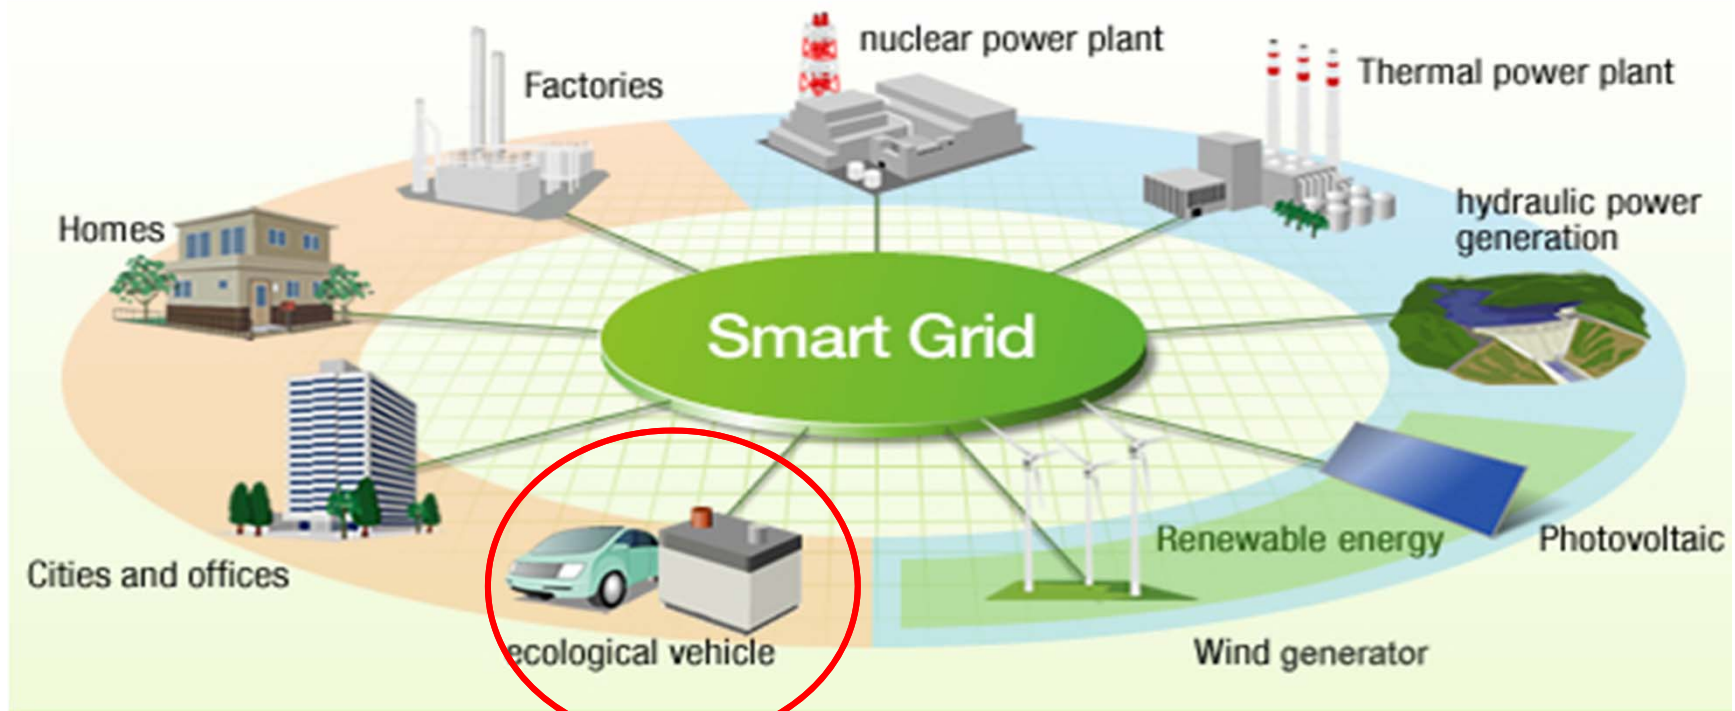 nuclear power plant
Factories
Thermal power plant
hydraulic power
generation
Homes
Smart Grid
Renewable energy
Photovoltaic
Cities and offices
ecological vehicle
Wind generator